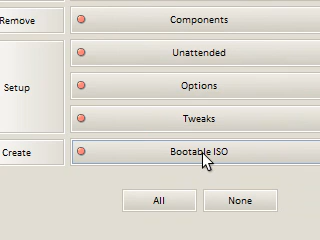 Remove
Components
Unattended
Setup
Options
Tweaks
Create
Bootable ISO
All
None